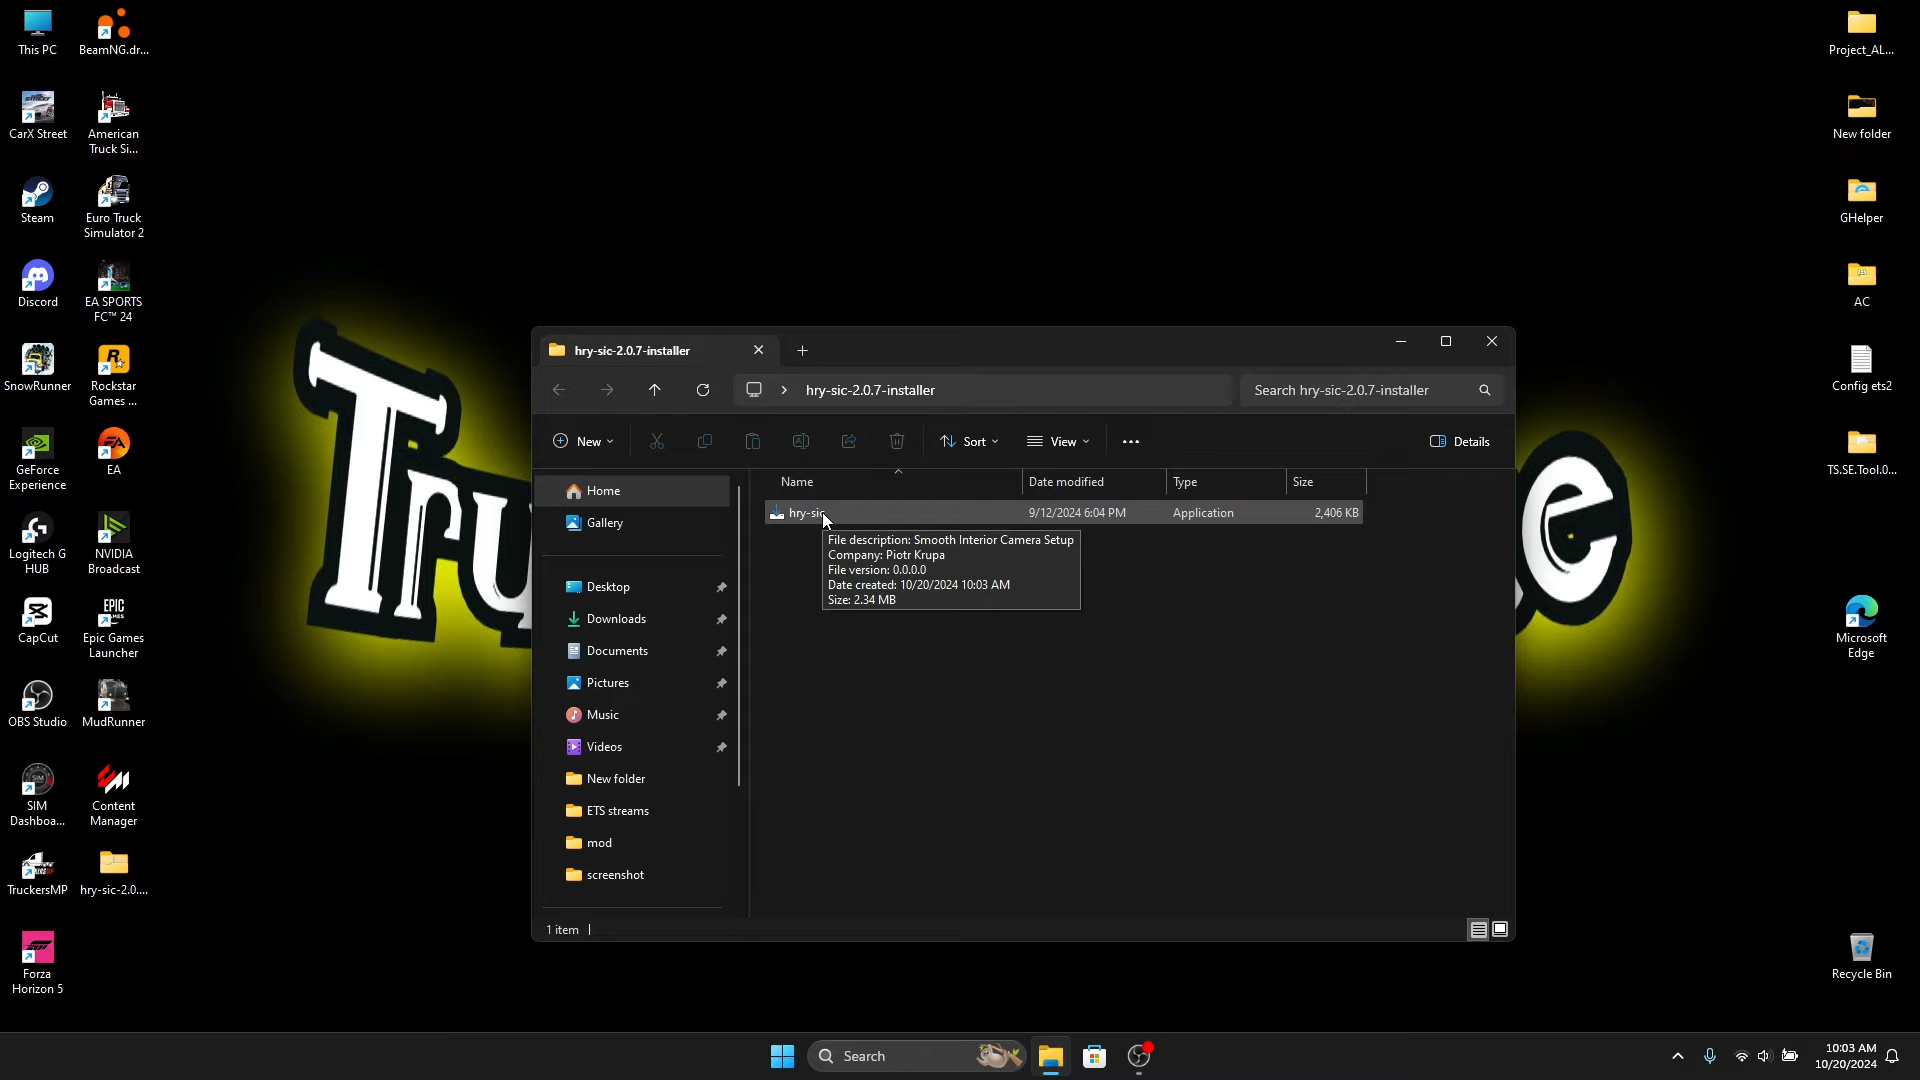 This PC
BeamNG.dr...
CarX Street
American
Truck Si...
Steam
Euro Truck
Simulator 2
Discord
EA SPORTS
FC™ 24
SnowRunner
Rockstar
Games ...
GeForce
Experience
EA
Logitech G
HUB
NVIDIA
Broadcast
CapCut
Epic Games
Launcher
OBS Studio
MudRunner
SIM
Dashboa...
Content
Manager
TruckersMP
hry-sic-2.0....
Forza
Horizon 5
hry-sic-2.0.7-installer
hry-sic-2.0.7-installer
Search hry-sic-2.0.7-installer
New
Sort
View
Details
Home
Gallery
Desktop
Downloads
Documents
Pictures
Music
Videos
New folder
ETS streams
mod
screenshot
Name
Date modified
Type
Size
hry-sic
9/12/2024 6:04 PM
Application
2,406 KB
File description: Smooth Interior Camera Setup
Company: Piotr Krupa
File version: 0.0.0.0
Date created: 10/20/2024 10:03 AM
Size: 2.34 MB
1 item
Project_AL...
New folder
GHelper
AC
Config ets2
TS.SE.Tool.0...
Microsoft
Edge
Recycle Bin
Search
10:03 AM
10/20/2024